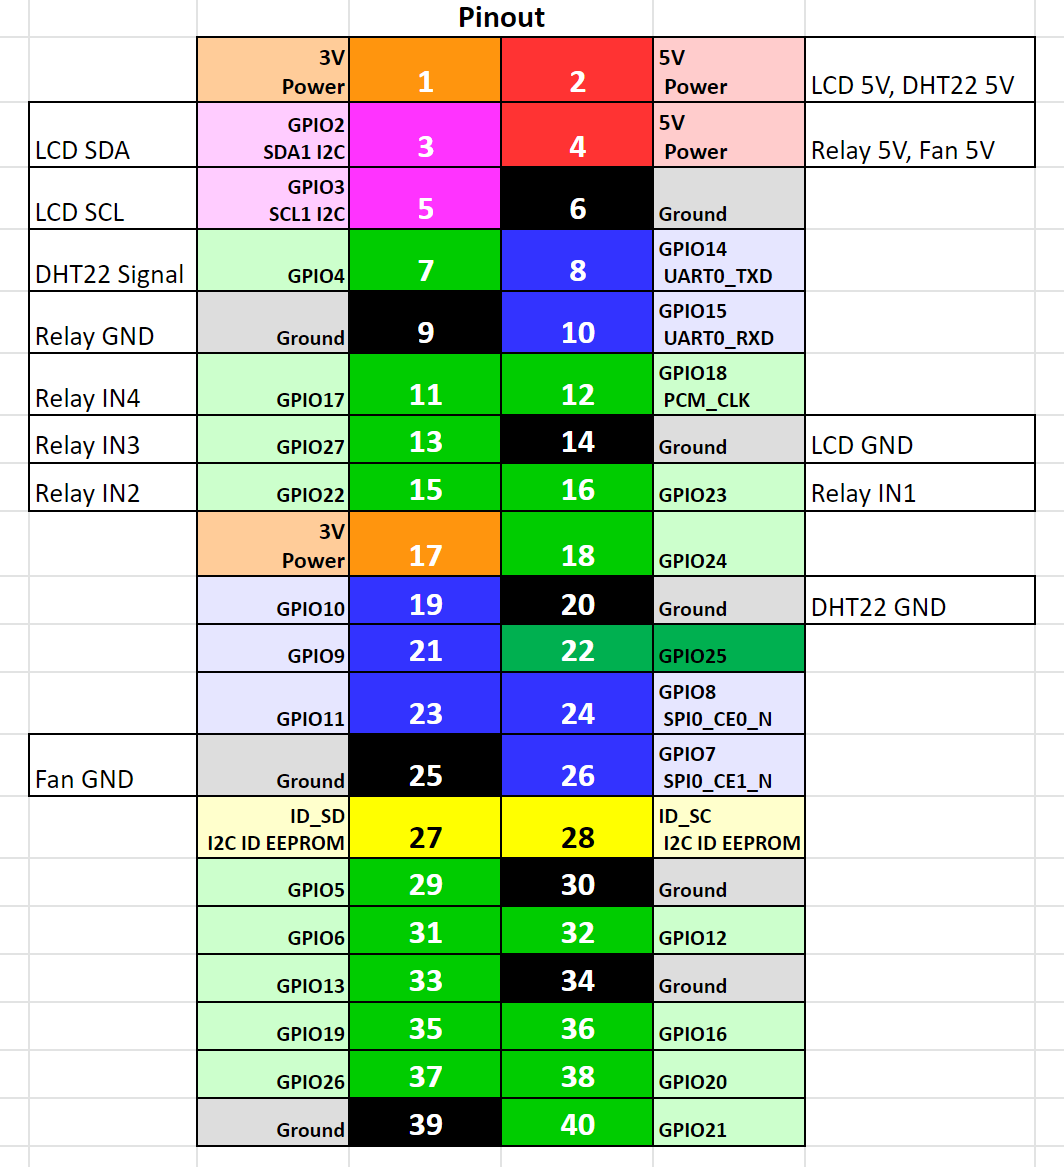 Pinout
3V
Power
1
2
5V
Power
LCD 5V, DHT22 5V
LCD SDA
GPIO2
SDA1 I2C
3
4
5V
Power
Relay 5V, Fan 5V
LCD SCL
GPIO3
SCL1 I2C
5
6
Ground
DHT22 Signal
GPIO4
7
8
GPIO14
UART0_TXD
Relay GND
Ground
9
10
GPIO15
UART0_RXD
Relay IN4
GPIO17
11
12
GPIO18
PCM_CLK
Relay IN3
GPIO27
13
14
Ground
LCD GND
Relay IN2
GPIO22
15
16
GPIO23
Relay IN1
3V
Power
17
18
GPIO24
GPIO10
19
20
Ground
DHT22 GND
GPIO9
21
22
GPIO25
GPIO11
23
24
GPIO8
SPI0_CE0_N
Fan GND
Ground
25
26
GPIO7
SPI0_CE1_N
ID_SD
I2C ID EEPROM
27
28
ID_SC
I2C ID EEPROM
GPIO5
29
30
Ground
GPIO6
31
32
GPIO12
GPIO13
33
34
Ground
GPIO19
35
36
GPIO16
GPIO26
37
38
GPIO20
Ground
39
40
GPIO21